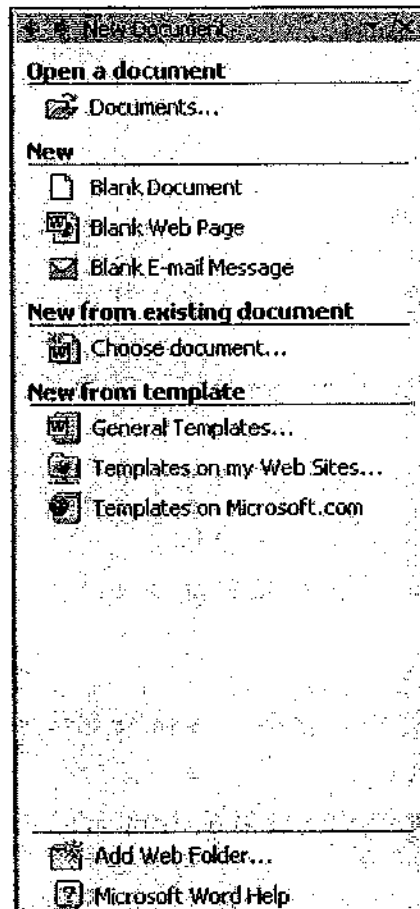 New Document
Open a document
Documents...
New
Blank Document
Blank Web Page
Blank E-mail Message
New from existing document
Choose document...
New from template
General Templates...
Templates on my Web Sites...
Templates on Microsoft.com
Add Web Folder...
Microsoft Word Help